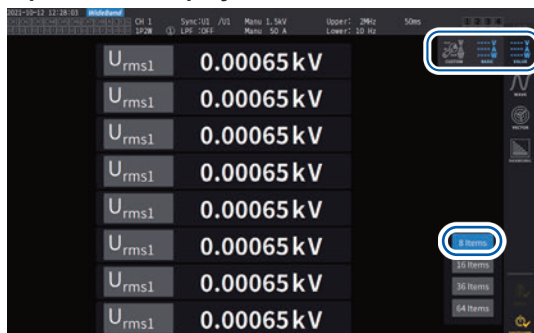 2021-10-12 12:28:03 WideBand CH 1 Sync:U1 /U1 Manu 1.5kV Upper: 2MHz 50ms
1P2W ① LPF :OFF Manu 50 A Lower: 10 Hz
CUSTOM BASIC VALUE
Urms1 0.00065kV
WAVE
Urms1 0.00065kV
VECTOR
Urms1 0.00065kV
Urms1 0.00065kV
Urms1 0.00065kV
Urms1 0.00065kV
8 Items
16 Items
Urms1 0.00065kV
36 Items
64 Items
Urms1 0.00065kV